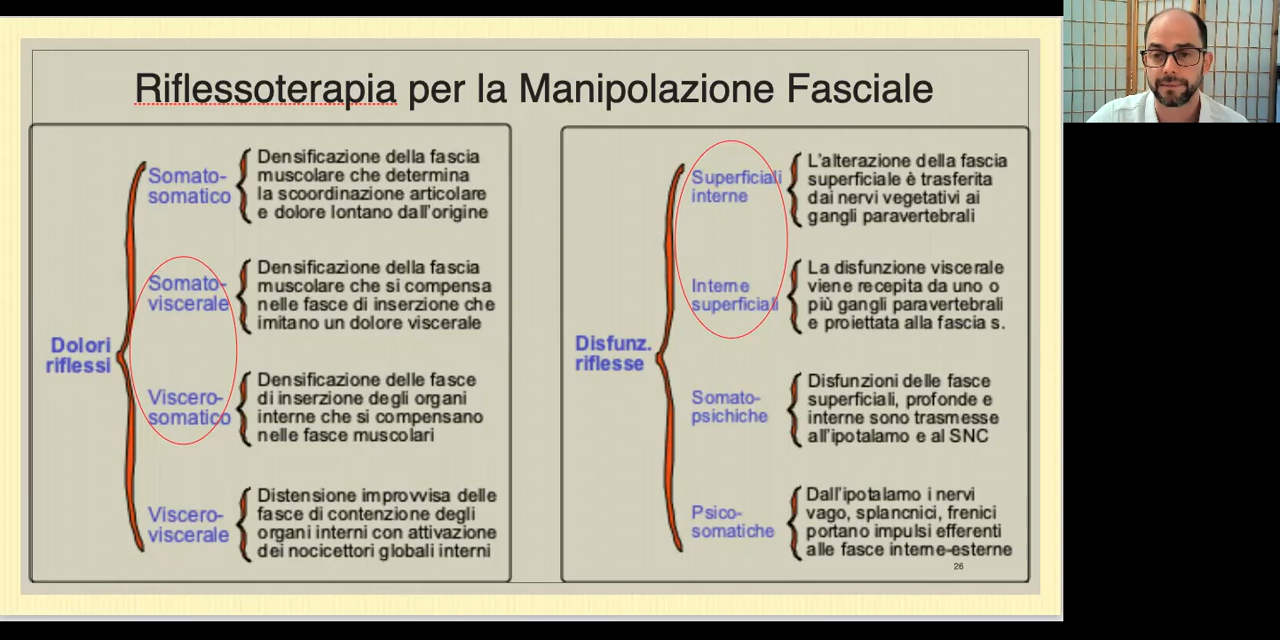 Riflessoterapia per la Manipolazione Fasciale
Dolori
riflessi
Somato-
somatico
Densificazione della fascia
muscolare che determina
la scoordinazione articolare
e dolore lontano dall'origine
Somato-
viscerale
Densificazione della fascia
muscolare che si compensa
nelle fasce di inserzione che
imitano un dolore viscerale
Viscero-
somatico
Densificazione delle fasce
di inserzione degli organi
interne che si compensano
nelle fasce muscolari
Viscero-
viscerale
Distensione improvvisa delle
fasce di contenzione degli
organi interni con attivazione
dei nocicettori globali interni
Disfunz.
riflesse
Superficiali
interne
L'alterazione della fascia
superficiale è trasferita
dai nervi vegetativi ai
gangli paravertebrali
Interne
superficiali
La disfunzione viscerale
viene recepita da uno o
più gangli paravertebrali
e proiettata alla fascia s.
Somato-
psichiche
Disfunzioni delle fasce
superficiali, profonde e
interne sono trasmesse
all'ipotalamo e al SNC
Psico-
somatiche
Dall'ipotalamo i nervi
vago, splancnici, frenici
portano impulsi efferenti
alle fasce interne-esterne
26